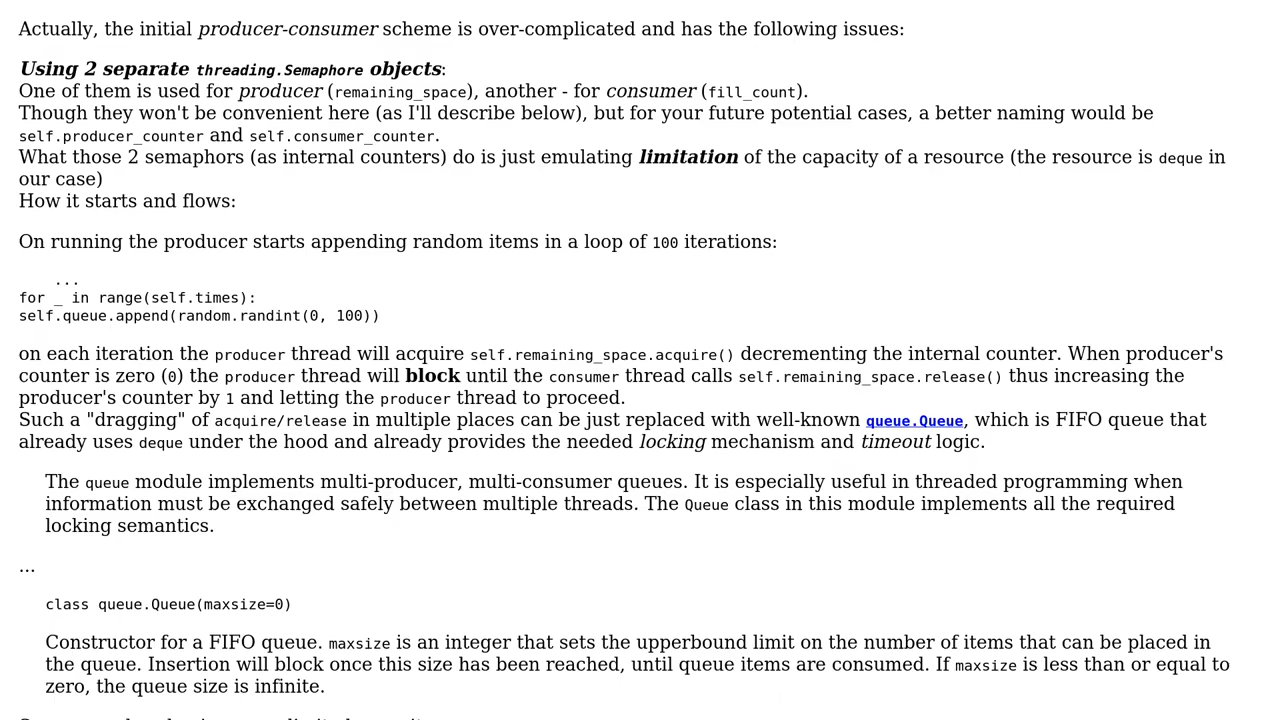 Actually, the initial producer-consumer scheme is over-complicated and has the following issues:
Using 2 separate threading.Semaphore objects:
One of them is used for producer (remaining_space), another - for consumer (fill_count).
Though they won't be convenient here (as I'll describe below), but for your future potential cases, a better naming would be
self.producer_counter and self.consumer_counter.
What those 2 semaphors (as internal counters) do is just emulating limitation of the capacity of a resource (the resource is deque in
our case)
How it starts and flows:
On running the producer starts appending random items in a loop of 100 iterations:
...
for _ in range(self.times):
self.queue.append(random.randint(0, 100))
on each iteration the producer thread will acquire self.remaining_space.acquire() decrementing the internal counter. When producer's
counter is zero (0) the producer thread will block until the consumer thread calls self.remaining_space.release() thus increasing the
producer's counter by 1 and letting the producer thread to proceed.
Such a "dragging" of acquire/release in multiple places can be just replaced with well-known queue.Queue, which is FIFO queue that
already uses deque under the hood and already provides the needed locking mechanism and timeout logic.
The queue module implements multi-producer, multi-consumer queues. It is especially useful in threaded programming when
information must be exchanged safely between multiple threads. The Queue class in this module implements all the required
locking semantics.
...
class queue.Queue(maxsize=0)
Constructor for a FIFO queue. maxsize is an integer that sets the upperbound limit on the number of items that can be placed in
the queue. Insertion will block once this size has been reached, until queue items are consumed. If maxsize is less than or equal to
zero, the queue size is infinite.